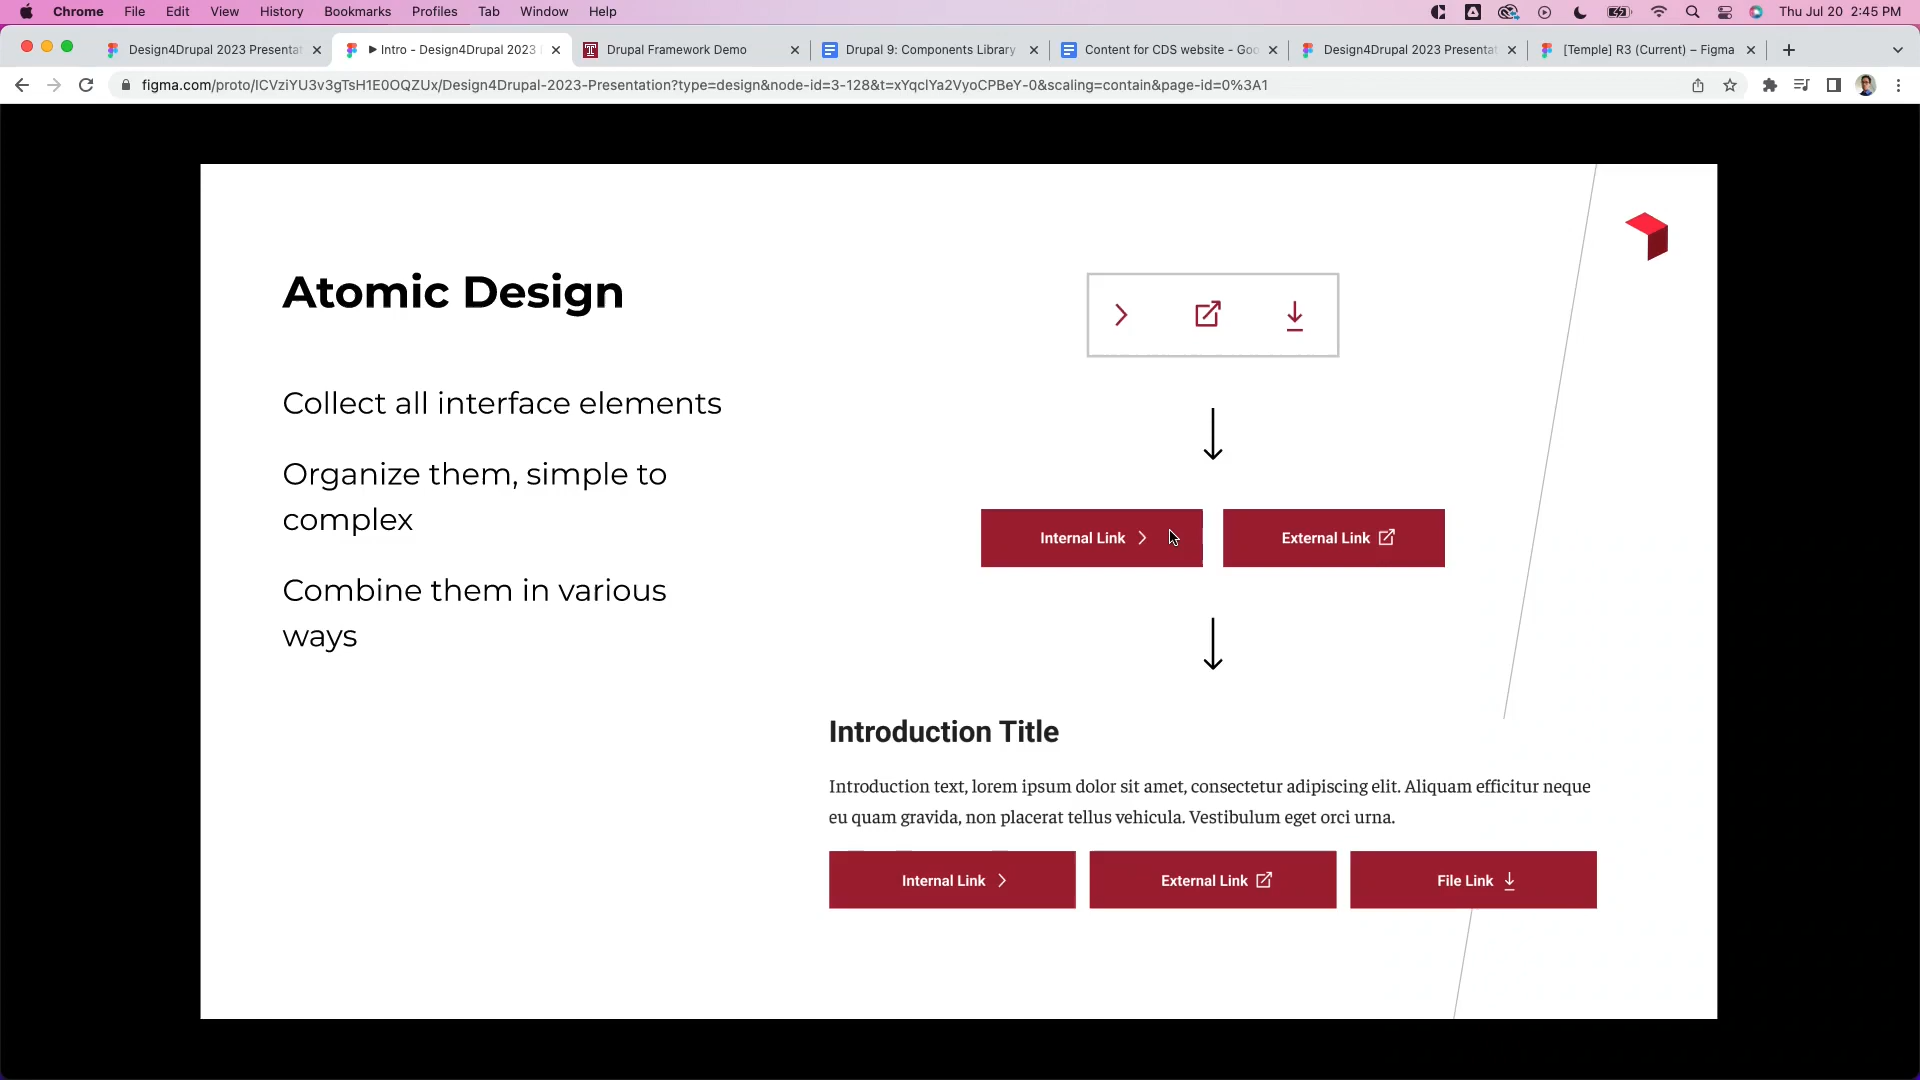 Chrome File Edit View History Bookmarks Profiles Tab Window Help Thu Jul 20 2:45 PM
Design4Drupal 2023 Presentat Intro - Design4Drupal 2023 Drupal Framework Demo Drupal 9: Components Library Content for CDS website - Goo Design4Drupal 2023 Presentat [Temple] R3 (Current) – Figma
figma.com/proto/ICVziYU3v3gTsH1E0OQZUx/Design4Drupal-2023-Presentation?type=design&node-id=3-128&t=xYqclYa2VyoCPBeY-0&scaling=contain&page-id=0%3A1
Atomic Design
Collect all interface elements
Organize them, simple to
complex
Combine them in various
ways
Internal Link External Link
Introduction Title
Introduction text, lorem ipsum dolor sit amet, consectetur adipiscing elit. Aliquam efficitur neque
eu quam gravida, non placerat tellus vehicula. Vestibulum eget orci urna.
Internal Link External Link File Link